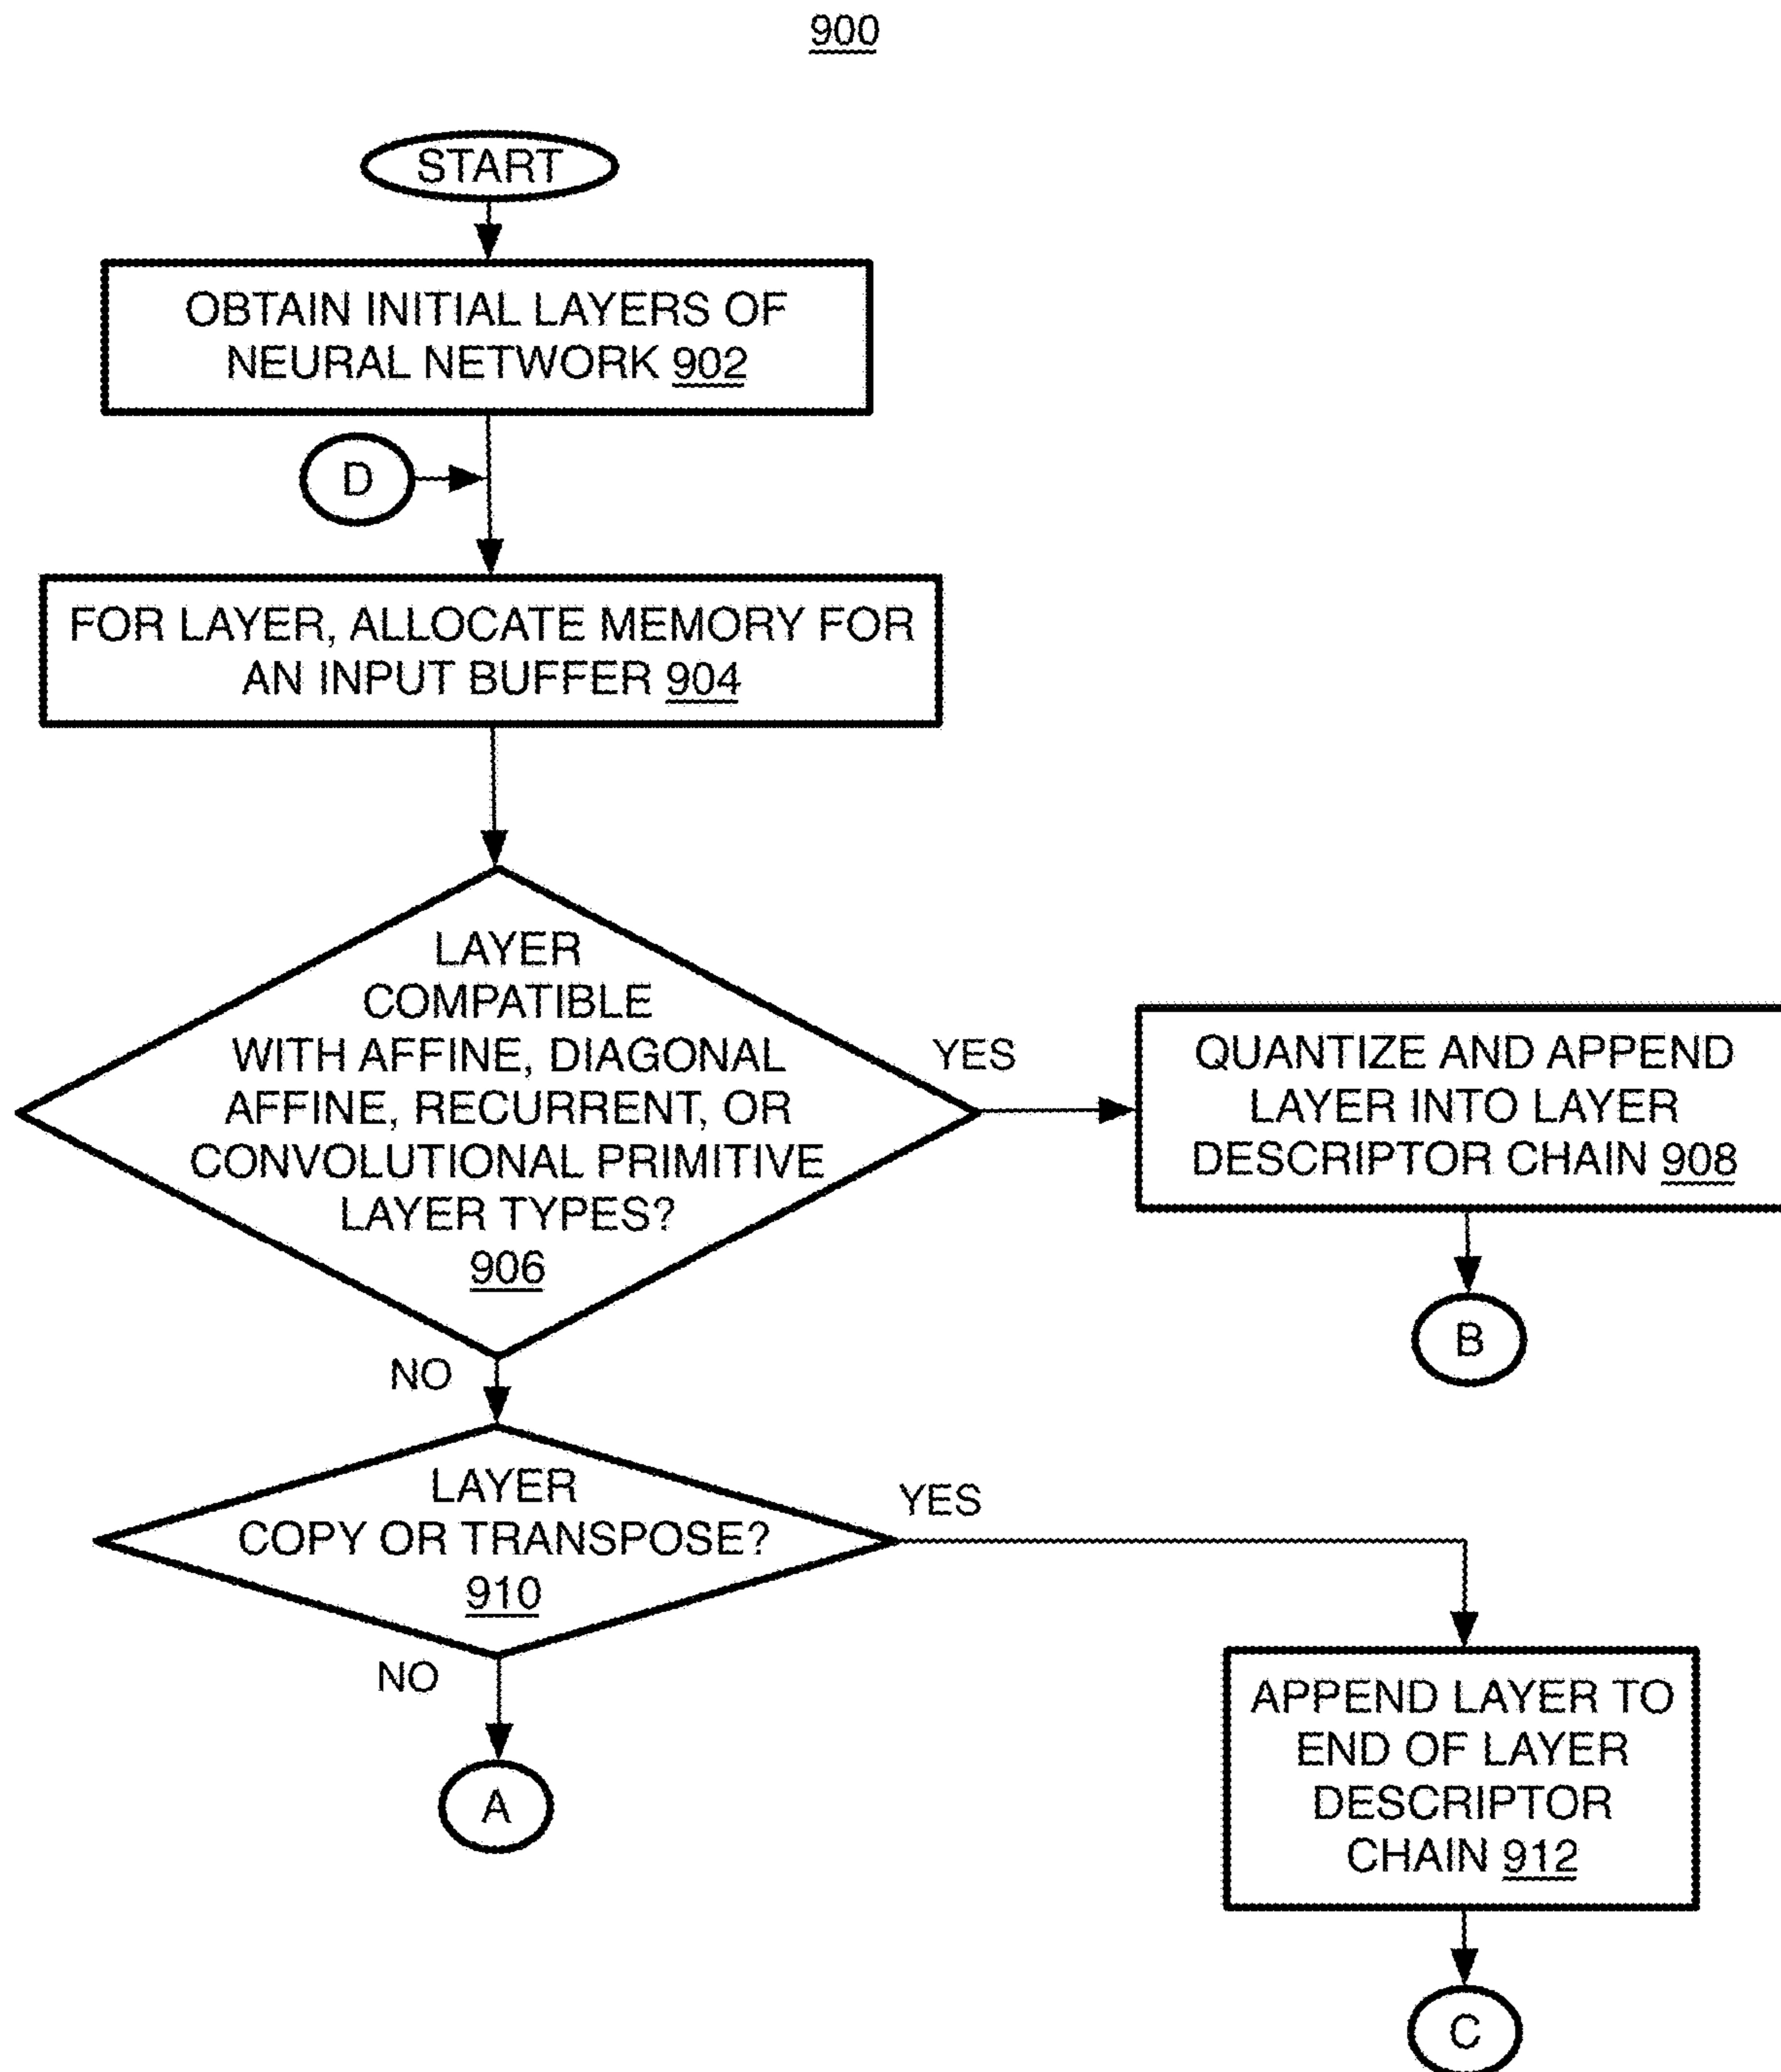 900
START
OBTAIN INITIAL LAYERS OF
NEURAL NETWORK 902
D
FOR LAYER, ALLOCATE MEMORY FOR
AN INPUT BUFFER 904
LAYER
COMPATIBLE
WITH AFFINE, DIAGONAL
AFFINE, RECURRENT, OR
CONVOLUTIONAL PRIMITIVE
LAYER TYPES?
906
YES
QUANTIZE AND APPEND
LAYER INTO LAYER
DESCRIPTOR CHAIN 908
B
NO
LAYER
COPY OR TRANSPOSE?
910
YES
NO
A
APPEND LAYER TO
END OF LAYER
DESCRIPTOR
CHAIN 912
C